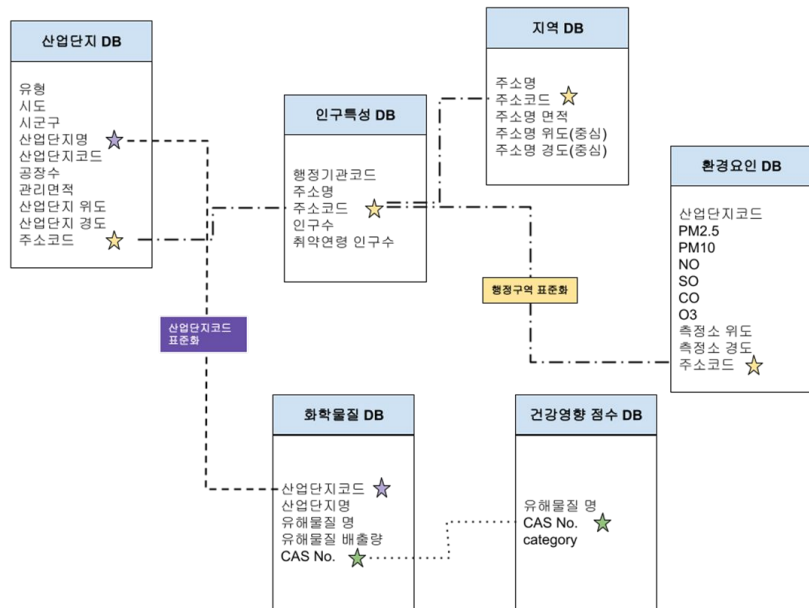 산업단지 DB
유형
시도
시군구
산업단지명
산업단지코드
공장수
관리면적
산업단지 위도
산업단지 경도
주소코드
인구특성 DB
행정기관코드
주소명
주소코드
인구수
취약연령 인구수
지역 DB
주소명
주소코드
주소명 면적
주소명 위도(중심)
주소명 경도(중심)
환경요인 DB
산업단지코드
PM2.5
PM10
NO
SO
CO
O3
측정소 위도
측정소 경도
주소코드
행정구역 표준화
산업단지코드
표준화
화학물질 DB
산업단지코드
산업단지명
유해물질 명
유해물질 배출량
CAS No.
건강영향 점수 DB
유해물질 명
CAS No.
category